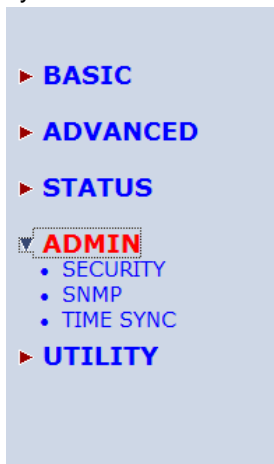 BASIC
ADVANCED
STATUS
ADMIN
SECURITY
SNMP
TIME SYNC
UTILITY